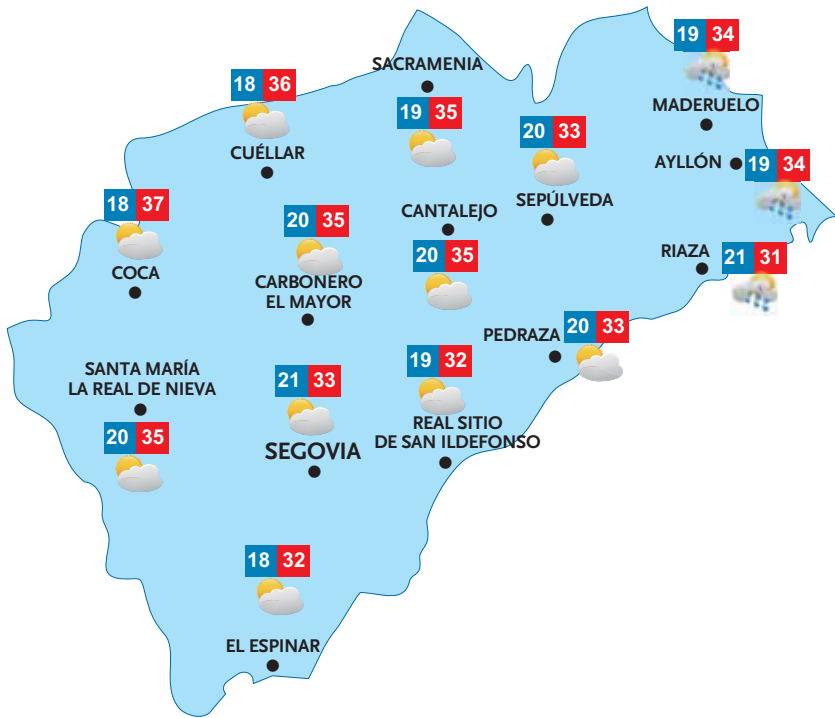 19 34
MADERUELO
SACRAMENIA
19 35
18 36
CUÉLLAR
20 33
SEPÚLVEDA
AYLLÓN
19 34
18 37
COCA
20 35
CARBONERO
EL MAYOR
CANTALEJO
20 35
RIAZA
21 31
PEDRAZA
20 33
SANTA MARÍA
LA REAL DE NIEVA
20 35
21 33
SEGOVIA
19 32
REAL SITIO
DE SAN ILDEFONSO
18 32
EL ESPINAR